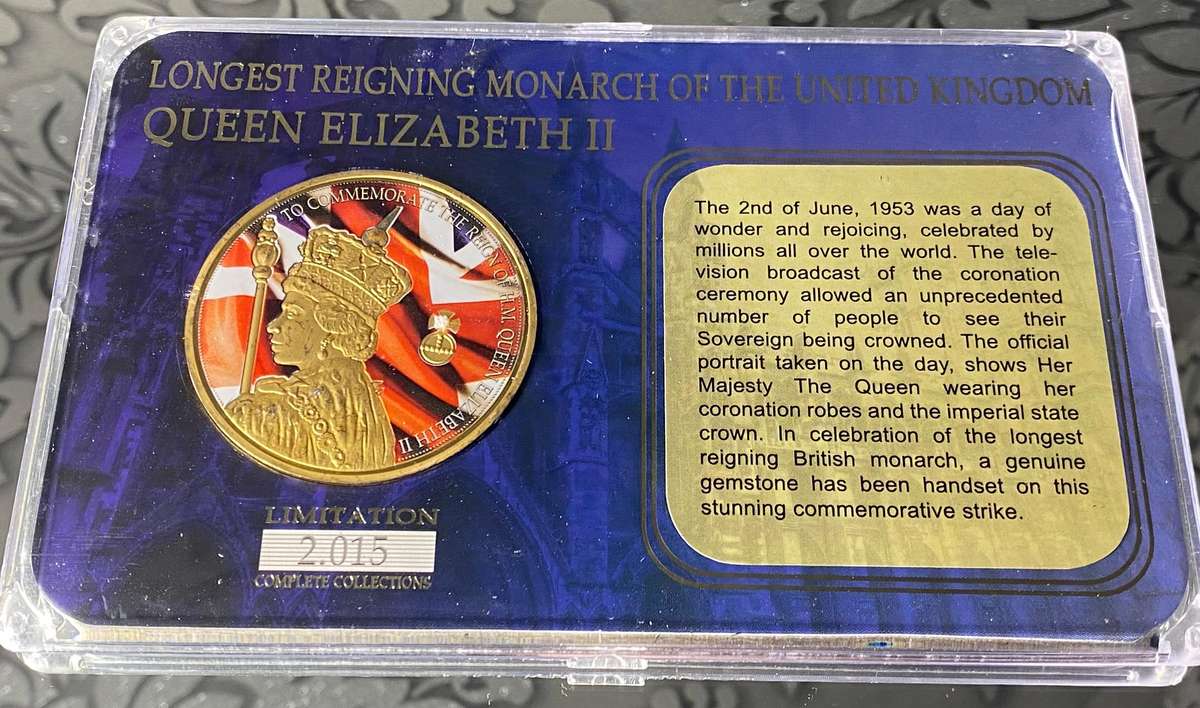 LONGEST REIGNING MONARCH OF THE UNITED KINGDOM
QUEEN ELIZABETH II
TO COMMEMORATE THE REIGN OF H.M. QUEEN ELIZABETH II
LIMITATION
2.015
COMPLETE COLLECTIONS
The 2nd of June, 1953 was a day of
wonder and rejoicing, celebrated by
millions all over the world. The tele-
vision broadcast of the coronation
ceremony allowed an unprecedented
number of people to see their
Sovereign being crowned. The official
portrait taken on the day, shows Her
Majesty The Queen wearing her
coronation robes and the imperial state
crown. In celebration of the longest
reigning British monarch, a genuine
gemstone has been handset on this
stunning commemorative strike.